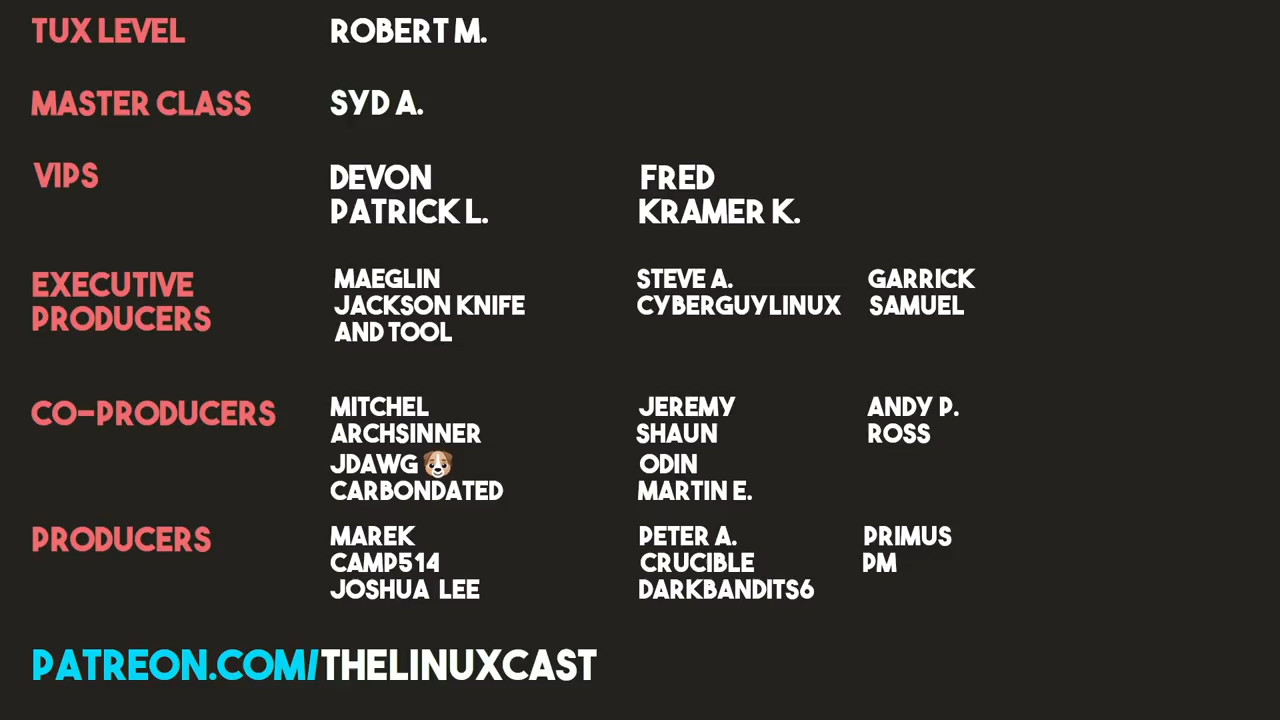 TUX LEVEL ROBERT M.
MASTER CLASS SYD A.
VIPS DEVON FRED
PATRICK L. KRAMER K.
EXECUTIVE PRODUCERS MAEGLIN STEVE A. GARRICK
JACKSON KNIFE CYBERGUYLINUX SAMUEL
AND TOOL
CO-PRODUCERS MITCHEL JEREMY ANDY P.
ARCHSINNER SHAUN ROSS
JDAWG 🐶 ODIN
CARBONDATED MARTIN E.
PRODUCERS MAREK PETER A. PRIMUS
CAMP514 CRUCIBLE PM
JOSHUA LEE DARKBANDITS6
PATREON.COM/THELINUXCAST